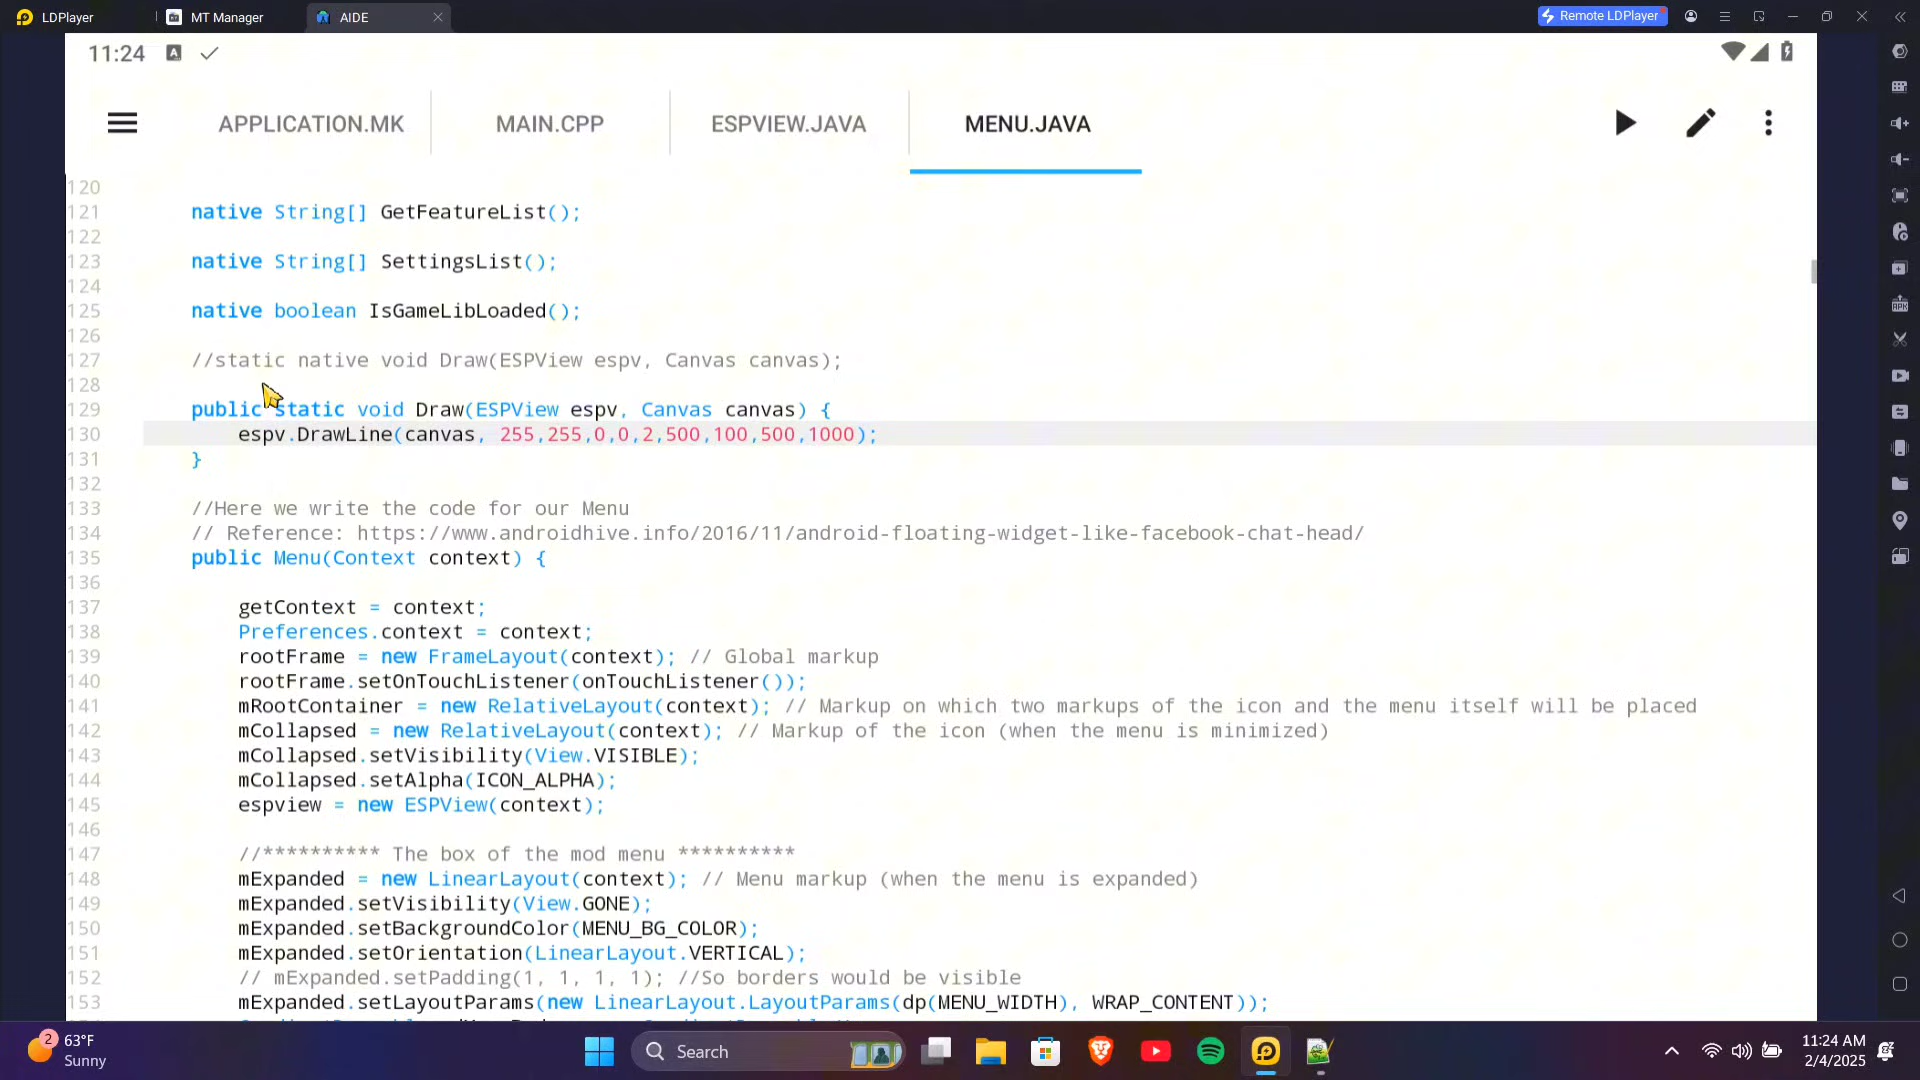 LDPlayer
MT Manager
AIDE
Remote LDPlayer
11:24
APPLICATION.MK
MAIN.CPP
ESPVIEW.JAVA
MENU.JAVA
120
121 native String[] GetFeatureList();
122
123 native String[] SettingsList();
124
125 native boolean IsGameLibLoaded();
126
127 //static native void Draw(ESPView espv, Canvas canvas);
128
129 public static void Draw(ESPView espv, Canvas canvas) {
130 espv.DrawLine(canvas, 255,255,0,0,2,500,100,500,1000);
131 }
132
133 //Here we write the code for our Menu
134 // Reference: https://www.androidhive.info/2016/11/android-floating-widget-like-facebook-chat-head/
135 public Menu(Context context) {
136
137 getContext = context;
138 Preferences.context = context;
139 rootFrame = new FrameLayout(context); // Global markup
140 rootFrame.setOnTouchListener(onTouchListener());
141 mRootContainer = new RelativeLayout(context); // Markup on which two markups of the icon and the menu itself will be placed
142 mCollapsed = new RelativeLayout(context); // Markup of the icon (when the menu is minimized)
143 mCollapsed.setVisibility(View.VISIBLE);
144 mCollapsed.setAlpha(ICON_ALPHA);
145 espview = new ESPView(context);
146
147 //********** The box of the mod menu **********
148 mExpanded = new LinearLayout(context); // Menu markup (when the menu is expanded)
149 mExpanded.setVisibility(View.GONE);
150 mExpanded.setBackgroundColor(MENU_BG_COLOR);
151 mExpanded.setOrientation(LinearLayout.VERTICAL);
152 // mExpanded.setPadding(1, 1, 1, 1); //So borders would be visible
153 mExpanded.setLayoutParams(new LinearLayout.LayoutParams(dp(MENU_WIDTH), WRAP_CONTENT));
2
63°F
Sunny
Search
11:24 AM
2/4/2025